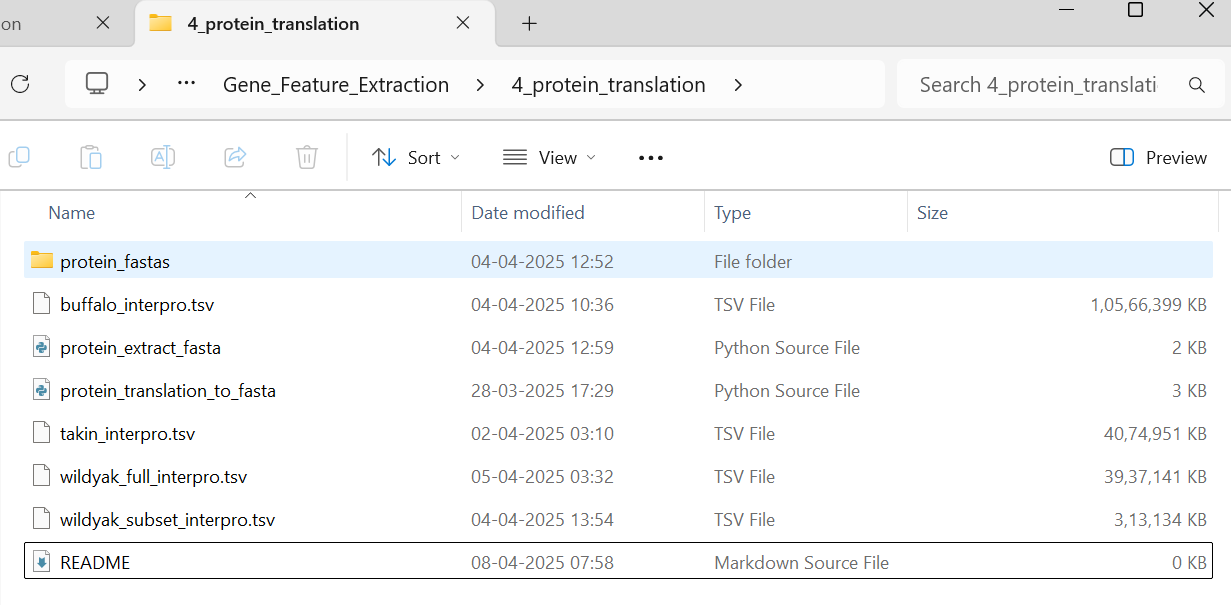 on 4_protein_translation
Gene_Feature_Extraction 4_protein_translation Search 4_protein_translati
Sort View Preview
Name Date modified Type Size
protein_fastas 04-04-2025 12:52 File folder
buffalo_interpro.tsv 04-04-2025 10:36 TSV File 1,05,66,399 KB
protein_extract_fasta 04-04-2025 12:59 Python Source File 2 KB
protein_translation_to_fasta 28-03-2025 17:29 Python Source File 3 KB
takin_interpro.tsv 02-04-2025 03:10 TSV File 40,74,951 KB
wildyak_full_interpro.tsv 05-04-2025 03:32 TSV File 39,37,141 KB
wildyak_subset_interpro.tsv 04-04-2025 13:54 TSV File 3,13,134 KB
README 08-04-2025 07:58 Markdown Source File 0 KB